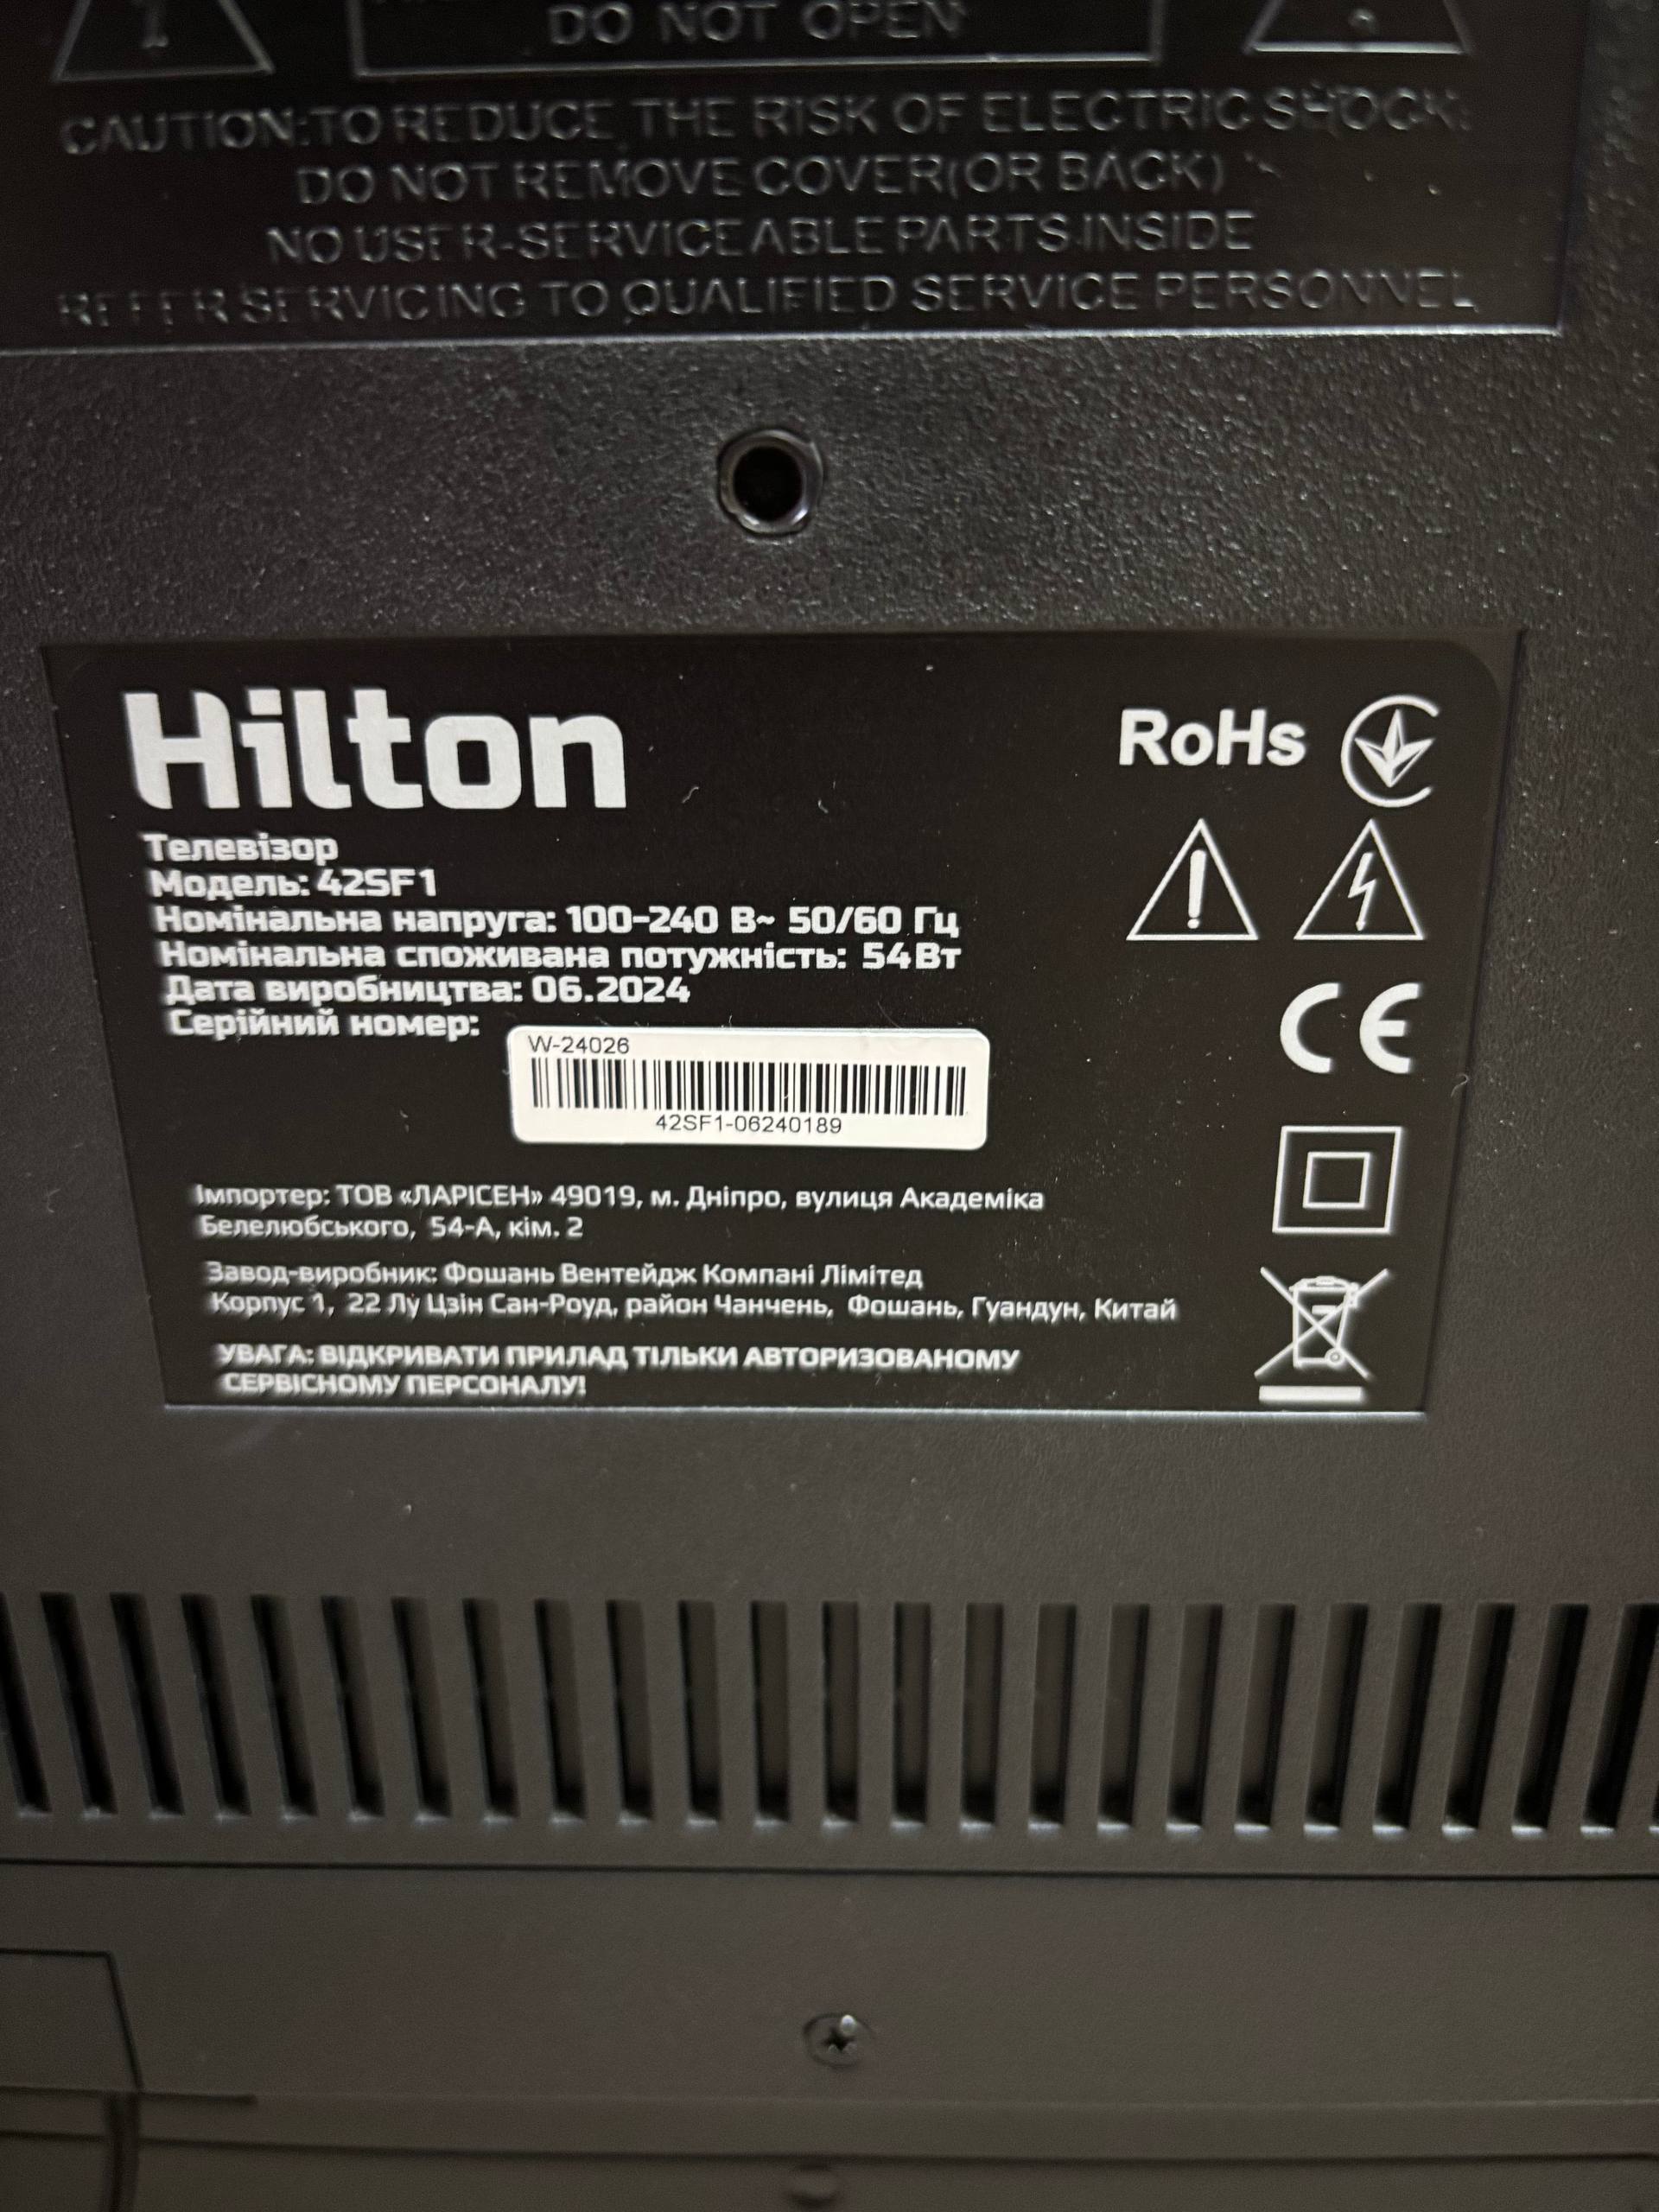 DO NOT OPEN
CAUTION:TO REDUCE THE RISK OF ELECTRIC SHOCK.
DO NOT REMOVE COVER(OR BACK)
NO USER-SERVICEABLE PARTS INSIDE
REFER SERVICING TO QUALIFIED SERVICE PERSONNEL
Hilton
RoHs
Телевізор
Модель: 42SF1
Номінальна напруга: 100-240 В~ 50/60 Гц
Номінальна споживана потужність: 54Вт
Дата виробництва: 06.2024
Серійний номер:
W-24026
42SF1-06240189
CE
Імпортер: ТОВ «ЛАРІСЕН» 49019, м. Дніпро, вулиця Академіка
Белелюбського, 54-А, кім. 2
Завод-виробник: Фошань Вентейдж Компані Лімітед
Корпус 1, 22 Лу Цзін Сан-Роуд, район Чанчень, Фошань, Гуандун, Китай
УВАГА: ВІДКРИВАТИ ПРИЛАД ТІЛЬКИ АВТОРИЗОВАНОМУ
СЕРВІСНОМУ ПЕРСОНАЛУ!